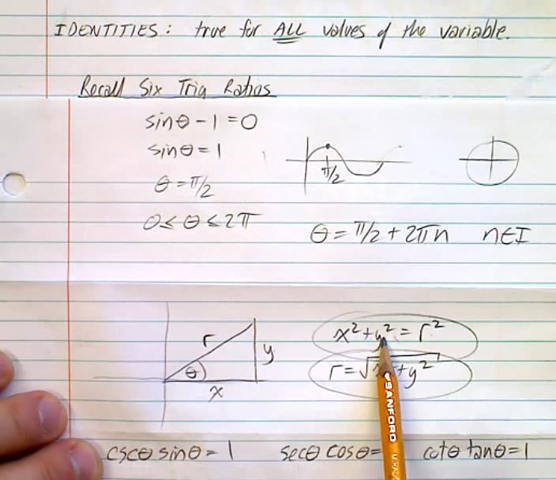 IDENTITIES: true for ALL values of the variable.
Recall Six Trig Ratios
sinθ - 1 = 0
sinθ = 1
π/2
θ = π/2
0 ≤ θ ≤ 2π
θ = π/2 + 2πn n∈I
r
y
θ
x
x² + y² = r²
r = √ + y²
SANFORD
cscθ sinθ = 1 secθ cosθ = cotθ tanθ = 1